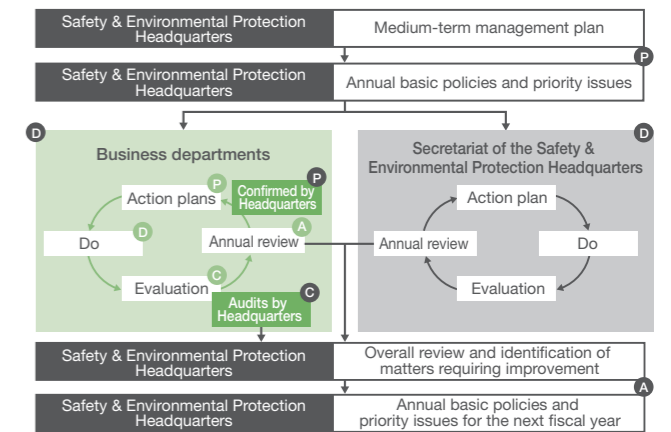 Safety & Environmental Protection
Headquarters
Medium-term management plan
P
Safety & Environmental Protection
Headquarters
Annual basic policies and priority issues
D
Business departments
P
Action plans
P
Confirmed by
Headquarters
D
Do
A
Annual review
C
Evaluation
C
Audits by
Headquarters
D
Secretariat of the Safety &
Environmental Protection Headquarters
Action plan
Annual review
Do
Evaluation
Safety & Environmental Protection
Headquarters
Overall review and identification of
matters requiring improvement
A
Safety & Environmental Protection
Headquarters
Annual basic policies and
priority issues for the next fiscal year